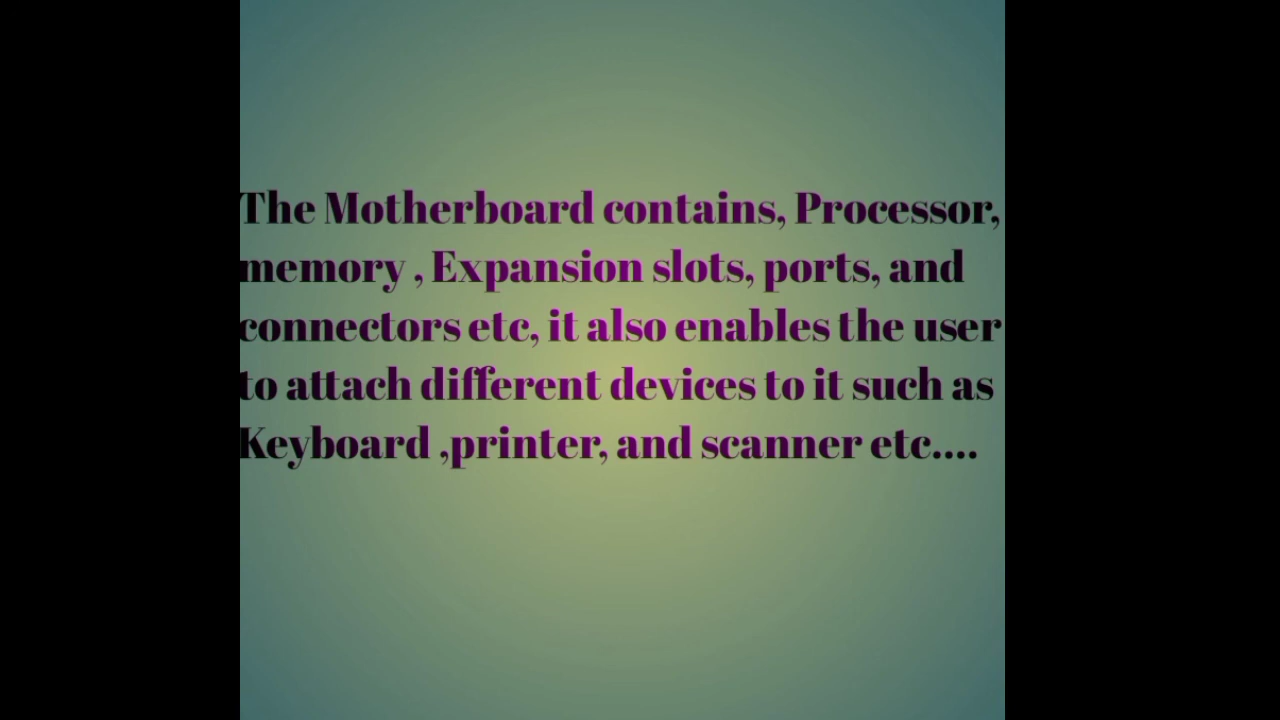 The Motherboard contains, Processor,
memory , Expansion slots, ports, and
connectors etc, it also enables the user
to attach different devices to it such as
Keyboard ,printer, and scanner etc....